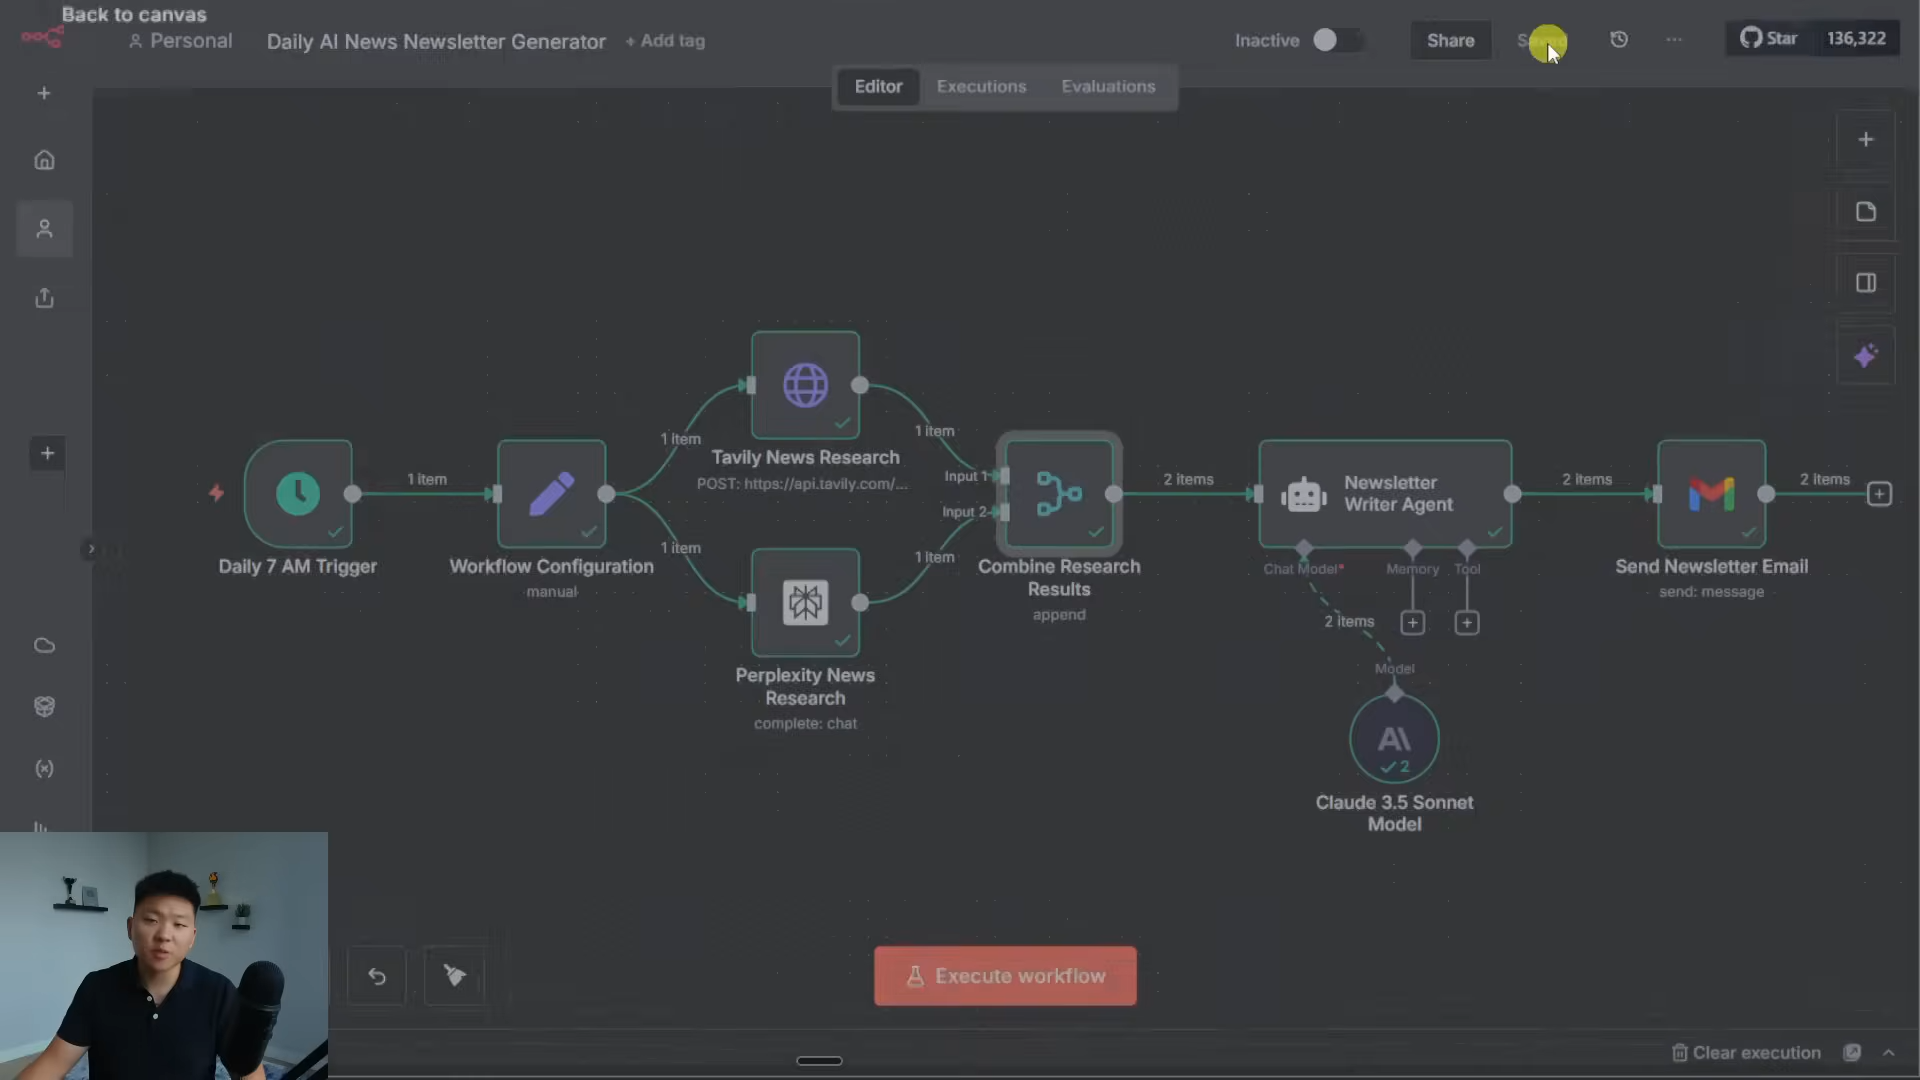 Back to canvas
Personal
Daily AI News Newsletter Generator
+ Add tag
Inactive
Share
Saved
Star
136,322
Editor
Executions
Evaluations
1 item
Tavily News Research
POST: https://api.tavily.com/...
1 item
1 item
Input 1
Input 2
2 items
Newsletter
Writer Agent
2 items
2 items
Daily 7 AM Trigger
Workflow Configuration
manual
1 item
1 item
Combine Research
Results
append
Chat Model*
Memory
Tool
Send Newsletter Email
send: message
2 items
Perplexity News
Research
complete: chat
Model
A\
2
Claude 3.5 Sonnet
Model
Execute workflow
Clear execution